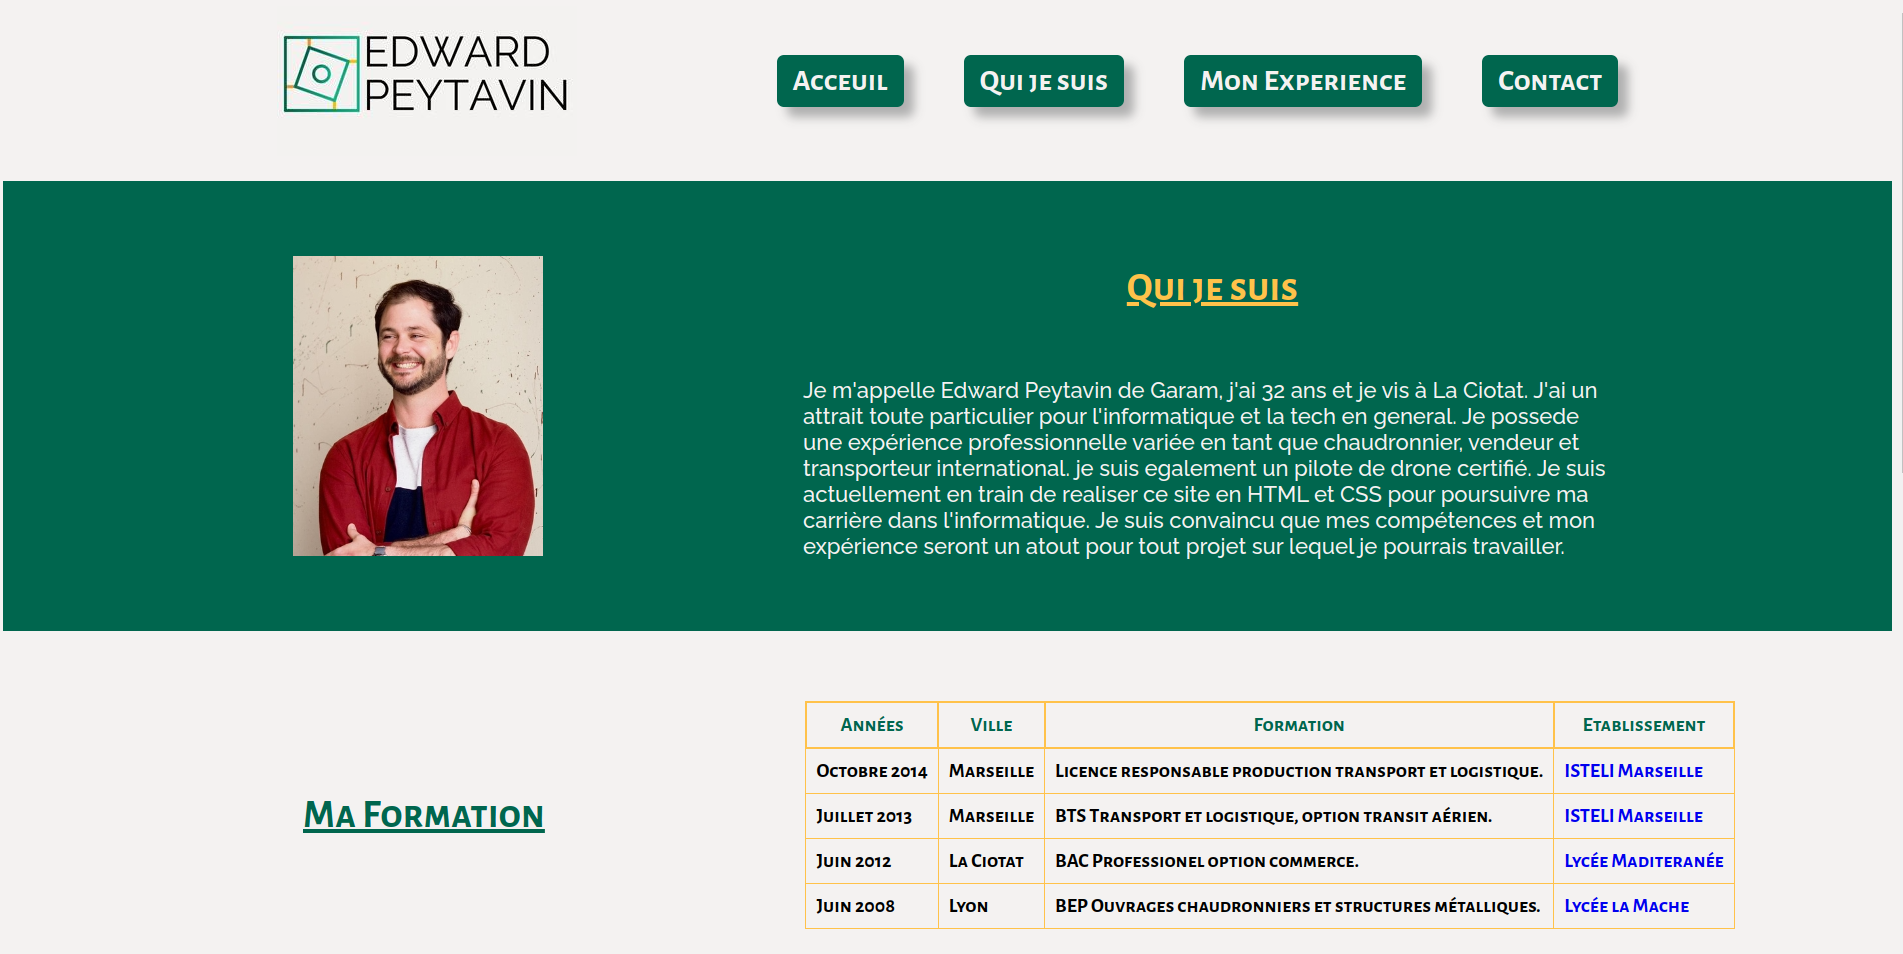 EDWARD
PEYTAVIN
Acceuil Qui je suis Mon Experience Contact
Qui je suis
Je m'appelle Edward Peytavin de Garam, j'ai 32 ans et je vis à La Ciotat. J'ai un
attrait toute particulier pour l'informatique et la tech en general. Je possede
une expérience professionnelle variée en tant que chaudronnier, vendeur et
transporteur international. je suis egalement un pilote de drone certifié. Je suis
actuellement en train de realiser ce site en HTML et CSS pour poursuivre ma
carrière dans l'informatique. Je suis convaincu que mes compétences et mon
expérience seront un atout pour tout projet sur lequel je pourrais travailler.
Ma Formation
Années Ville Formation Etablissement
Octobre 2014 Marseille Licence responsable production transport et logistique. ISTELI Marseille
Juillet 2013 Marseille BTS Transport et logistique, option transit aérien. ISTELI Marseille
Juin 2012 La Ciotat BAC Professionel option commerce. Lycée Maditeranée
Juin 2008 Lyon BEP Ouvrages chaudronniers et structures métalliques. Lycée la Mache